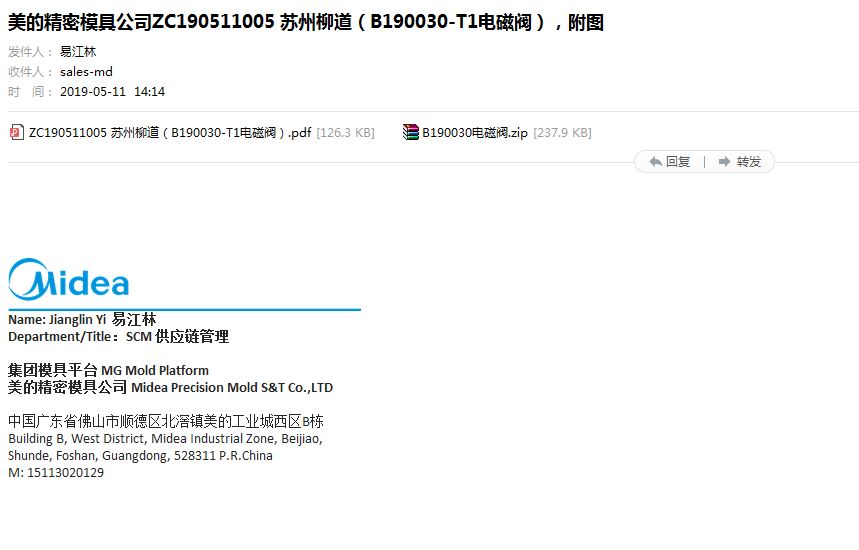 美的精密模具公司ZC190511005 苏州柳道（B190030-T1电磁阀），附图
发件人： 易江林
收件人： sales-md
时　间： 2019-05-11 14:14
ZC190511005 苏州柳道（B190030-T1电磁阀）.pdf [126.3 KB]
B190030电磁阀.zip [237.9 KB]
回复 | 转发
Midea
Name: Jianglin Yi 易江林
Department/Title：SCM 供应链管理
集团模具平台 MG Mold Platform
美的精密模具公司 Midea Precision Mold S&T Co.,LTD
中国广东省佛山市顺德区北滘镇美的工业城西区B栋
Building B, West District, Midea Industrial Zone, Beijiao,
Shunde, Foshan, Guangdong, 528311 P.R.China
M: 15113020129